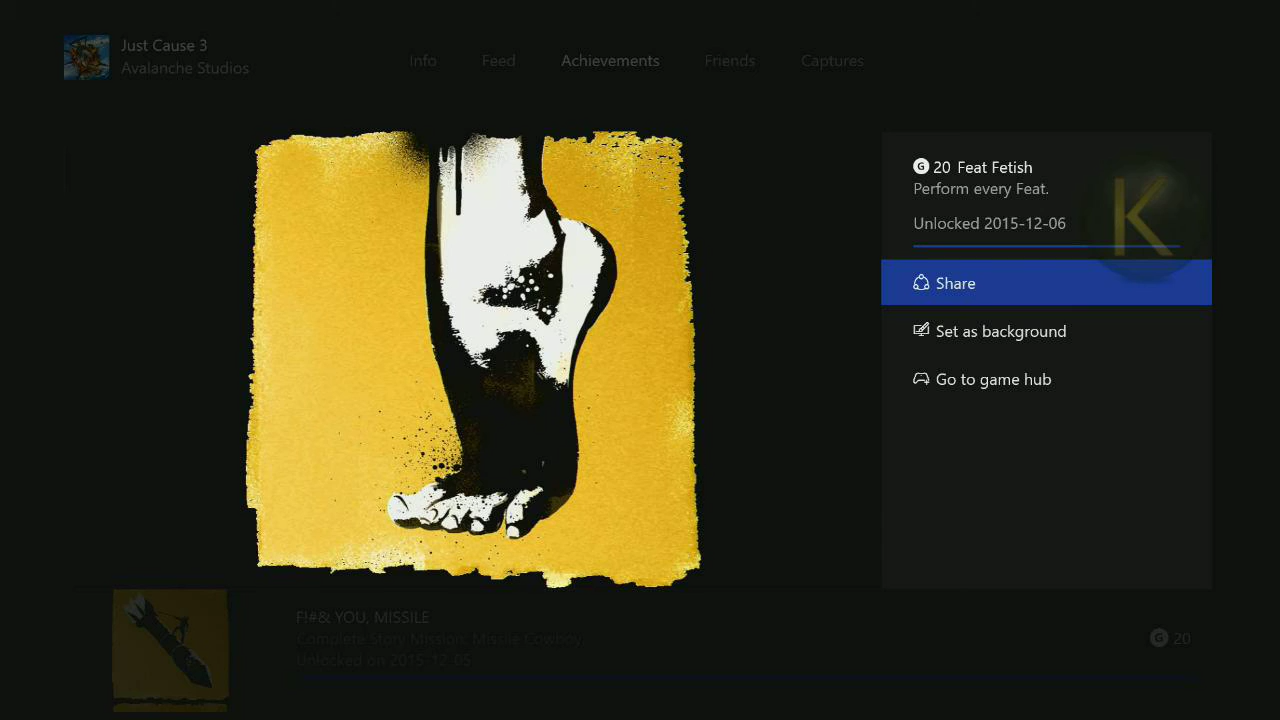 Just Cause 3
Avalanche Studios
Info Feed Achievements Friends Captures
G 20 Feat Fetish
Perform every Feat.
Unlocked 2015-12-06
K
Share
Set as background
Go to game hub
F!#& YOU, MISSILE
Complete Story Mission, Missile Cowboy.
Unlocked on 2015-12-05
G 20